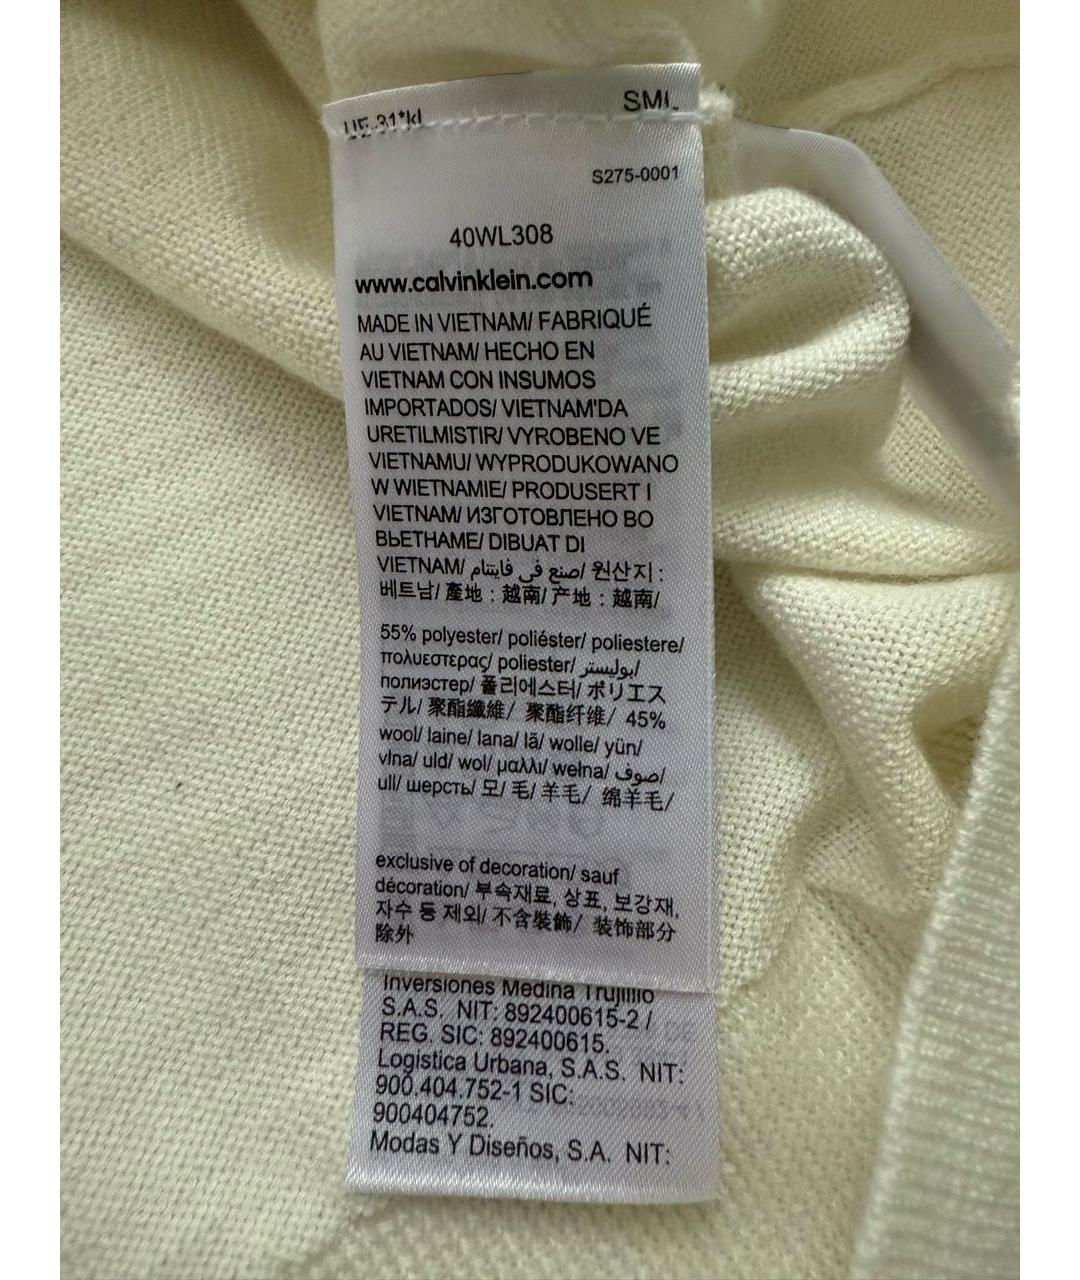 SML
S275-0001
40WL308
www.calvinklein.com
MADE IN VIETNAM/ FABRIQUÉ
AU VIETNAM/ HECHO EN
VIETNAM CON INSUMOS
IMPORTADOS/ VIETNAM'DA
URETILMISTIR/ VYROBENO VE
VIETNAMU/ WYPRODUKOWANO
W WIETNAMIE/ PRODUSERT I
VIETNAM/ ИЗГОТОВЛЕНО ВО
ВЬЕТНАМЕ/ DIBUAT DI
VIETNAM/ صنع في فايتنام/ 원산지 :
베트남/ 產地 : 越南/ 产地 : 越南/
55% polyester/ poliéster/ poliestere/
πολυεστερας/ poliester/ بوليستر/
полиэстер/ 폴리에스터/ ポリエス
テル/ 聚酯纖維/ 聚酯纤维/ 45%
wool/ laine/ lana/ lã/ wolle/ yün/
vlna/ uld/ wol/ μαλλι/ wełna/ صوف/
ull/ шерсть/ 모/ 毛/ 羊毛/ 绵羊毛/
exclusive of decoration/ sauf
décoration/ 부속재료, 상표, 보강재,
자수 등 제외/ 不含裝飾/ 装饰部分
除外
Inversiones Medina Trujillo
S.A.S. NIT: 892400615-2 /
REG. SIC: 892400615.
Logistica Urbana, S.A.S. NIT:
900.404.752-1 SIC:
900404752.
Modas Y Diseños, S.A. NIT: